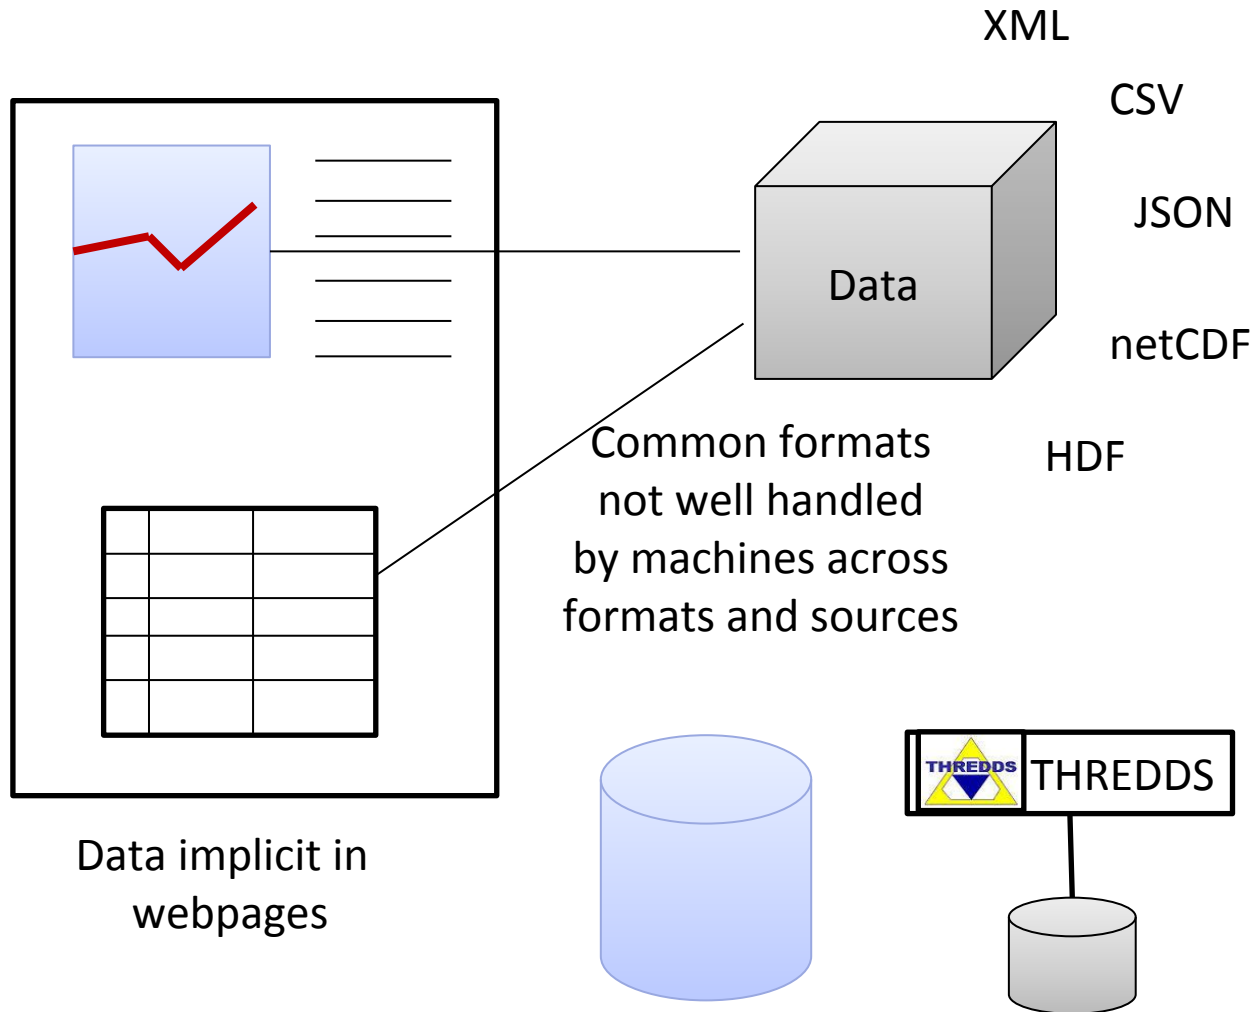 XML
CSV
JSON
Data
netCDF
Common formats
not well handled
by machines across
formats and sources
HDF
THREDDS
THREDDS
Data implicit in
webpages